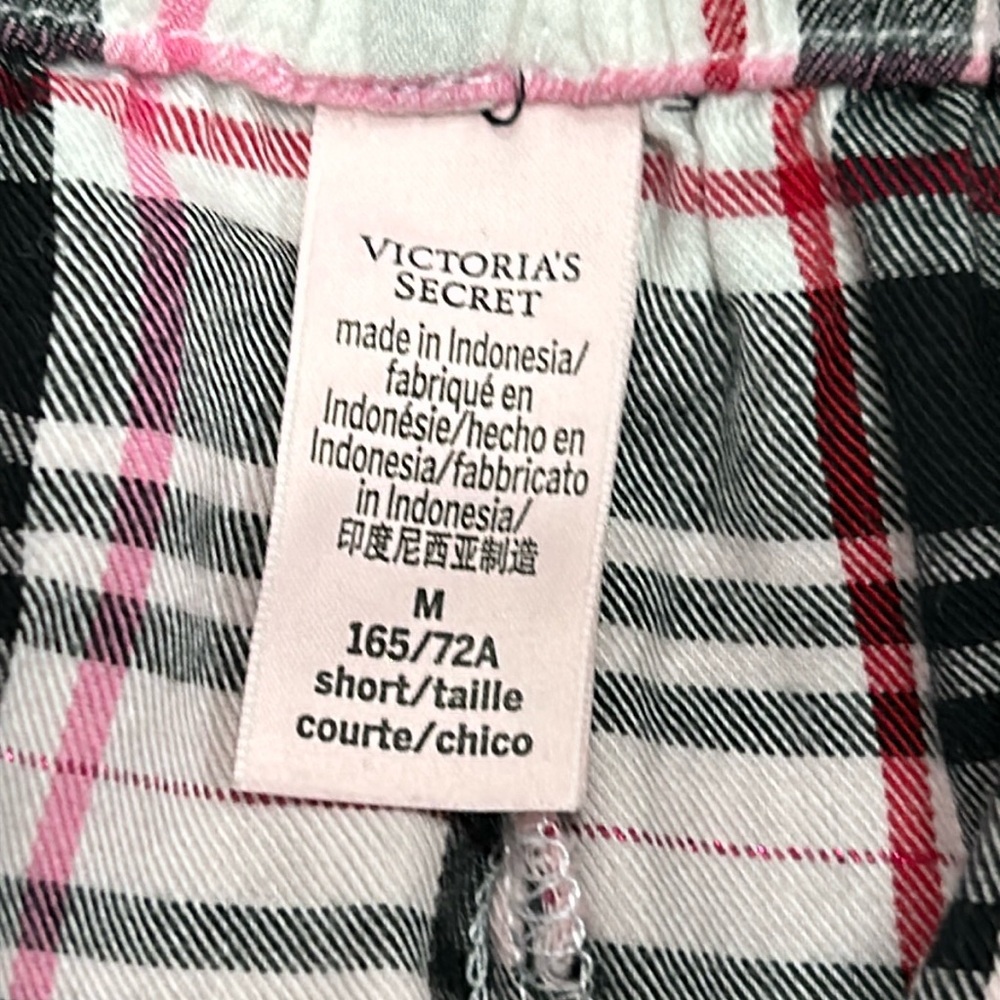 VICTORIA'S
SECRET
made in Indonesia/
fabriqué en
Indonésie/hecho en
Indonesia/fabbricato
in Indonesia/
印度尼西亚制造
M
165/72A
short/taille
courte/chico